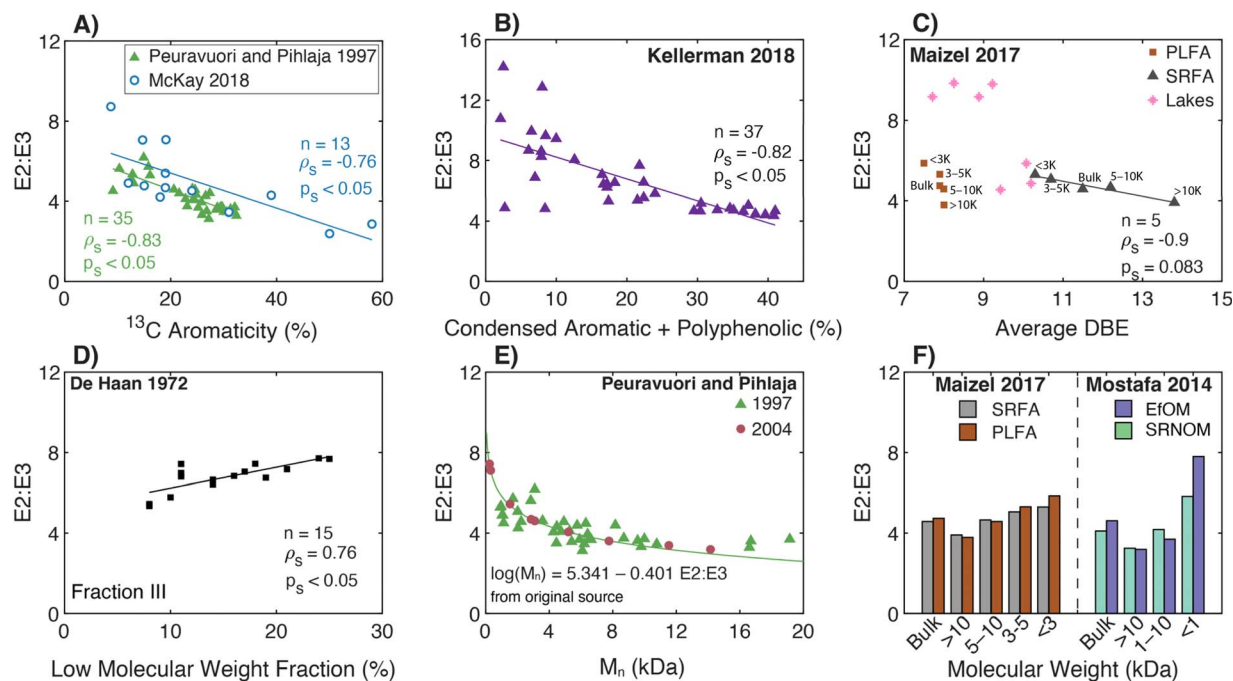 A)
12
8
4
0
E2:E3
Peuravuori and Pihlaja 1997
McKay 2018
n = 13
ρS = -0.76
pS < 0.05
n = 35
ρS = -0.83
pS < 0.05
0 20 40 60
13C Aromaticity (%)
B)
Kellerman 2018
16
12
8
4
0
E2:E3
n = 37
ρS = -0.82
pS < 0.05
0 10 20 30 40
Condensed Aromatic + Polyphenolic (%)
C)
Maizel 2017
12
8
4
0
E2:E3
PLFA
SRFA
Lakes
<3K
3-5K
Bulk
5-10K
>10K
<3K
3-5K
Bulk
5-10K
>10K
n = 5
ρS = -0.9
pS = 0.083
7 9 11 13 15
Average DBE
D)
De Haan 1972
12
8
4
0
E2:E3
n = 15
ρS = 0.76
pS < 0.05
Fraction III
0 10 20 30
Low Molecular Weight Fraction (%)
E)
Peuravuori and Pihlaja
1997
2004
12
8
4
0
E2:E3
log(Mn) = 5.341 – 0.401 E2:E3
from original source
0 4 8 12 16 20
Mn (kDa)
F)
Maizel 2017
SRFA
PLFA
Mostafa 2014
EfOM
SRNOM
12
8
4
0
E2:E3
Bulk >10 5-10 3-5 <3 Bulk >10 1-10 <1
Molecular Weight (kDa)